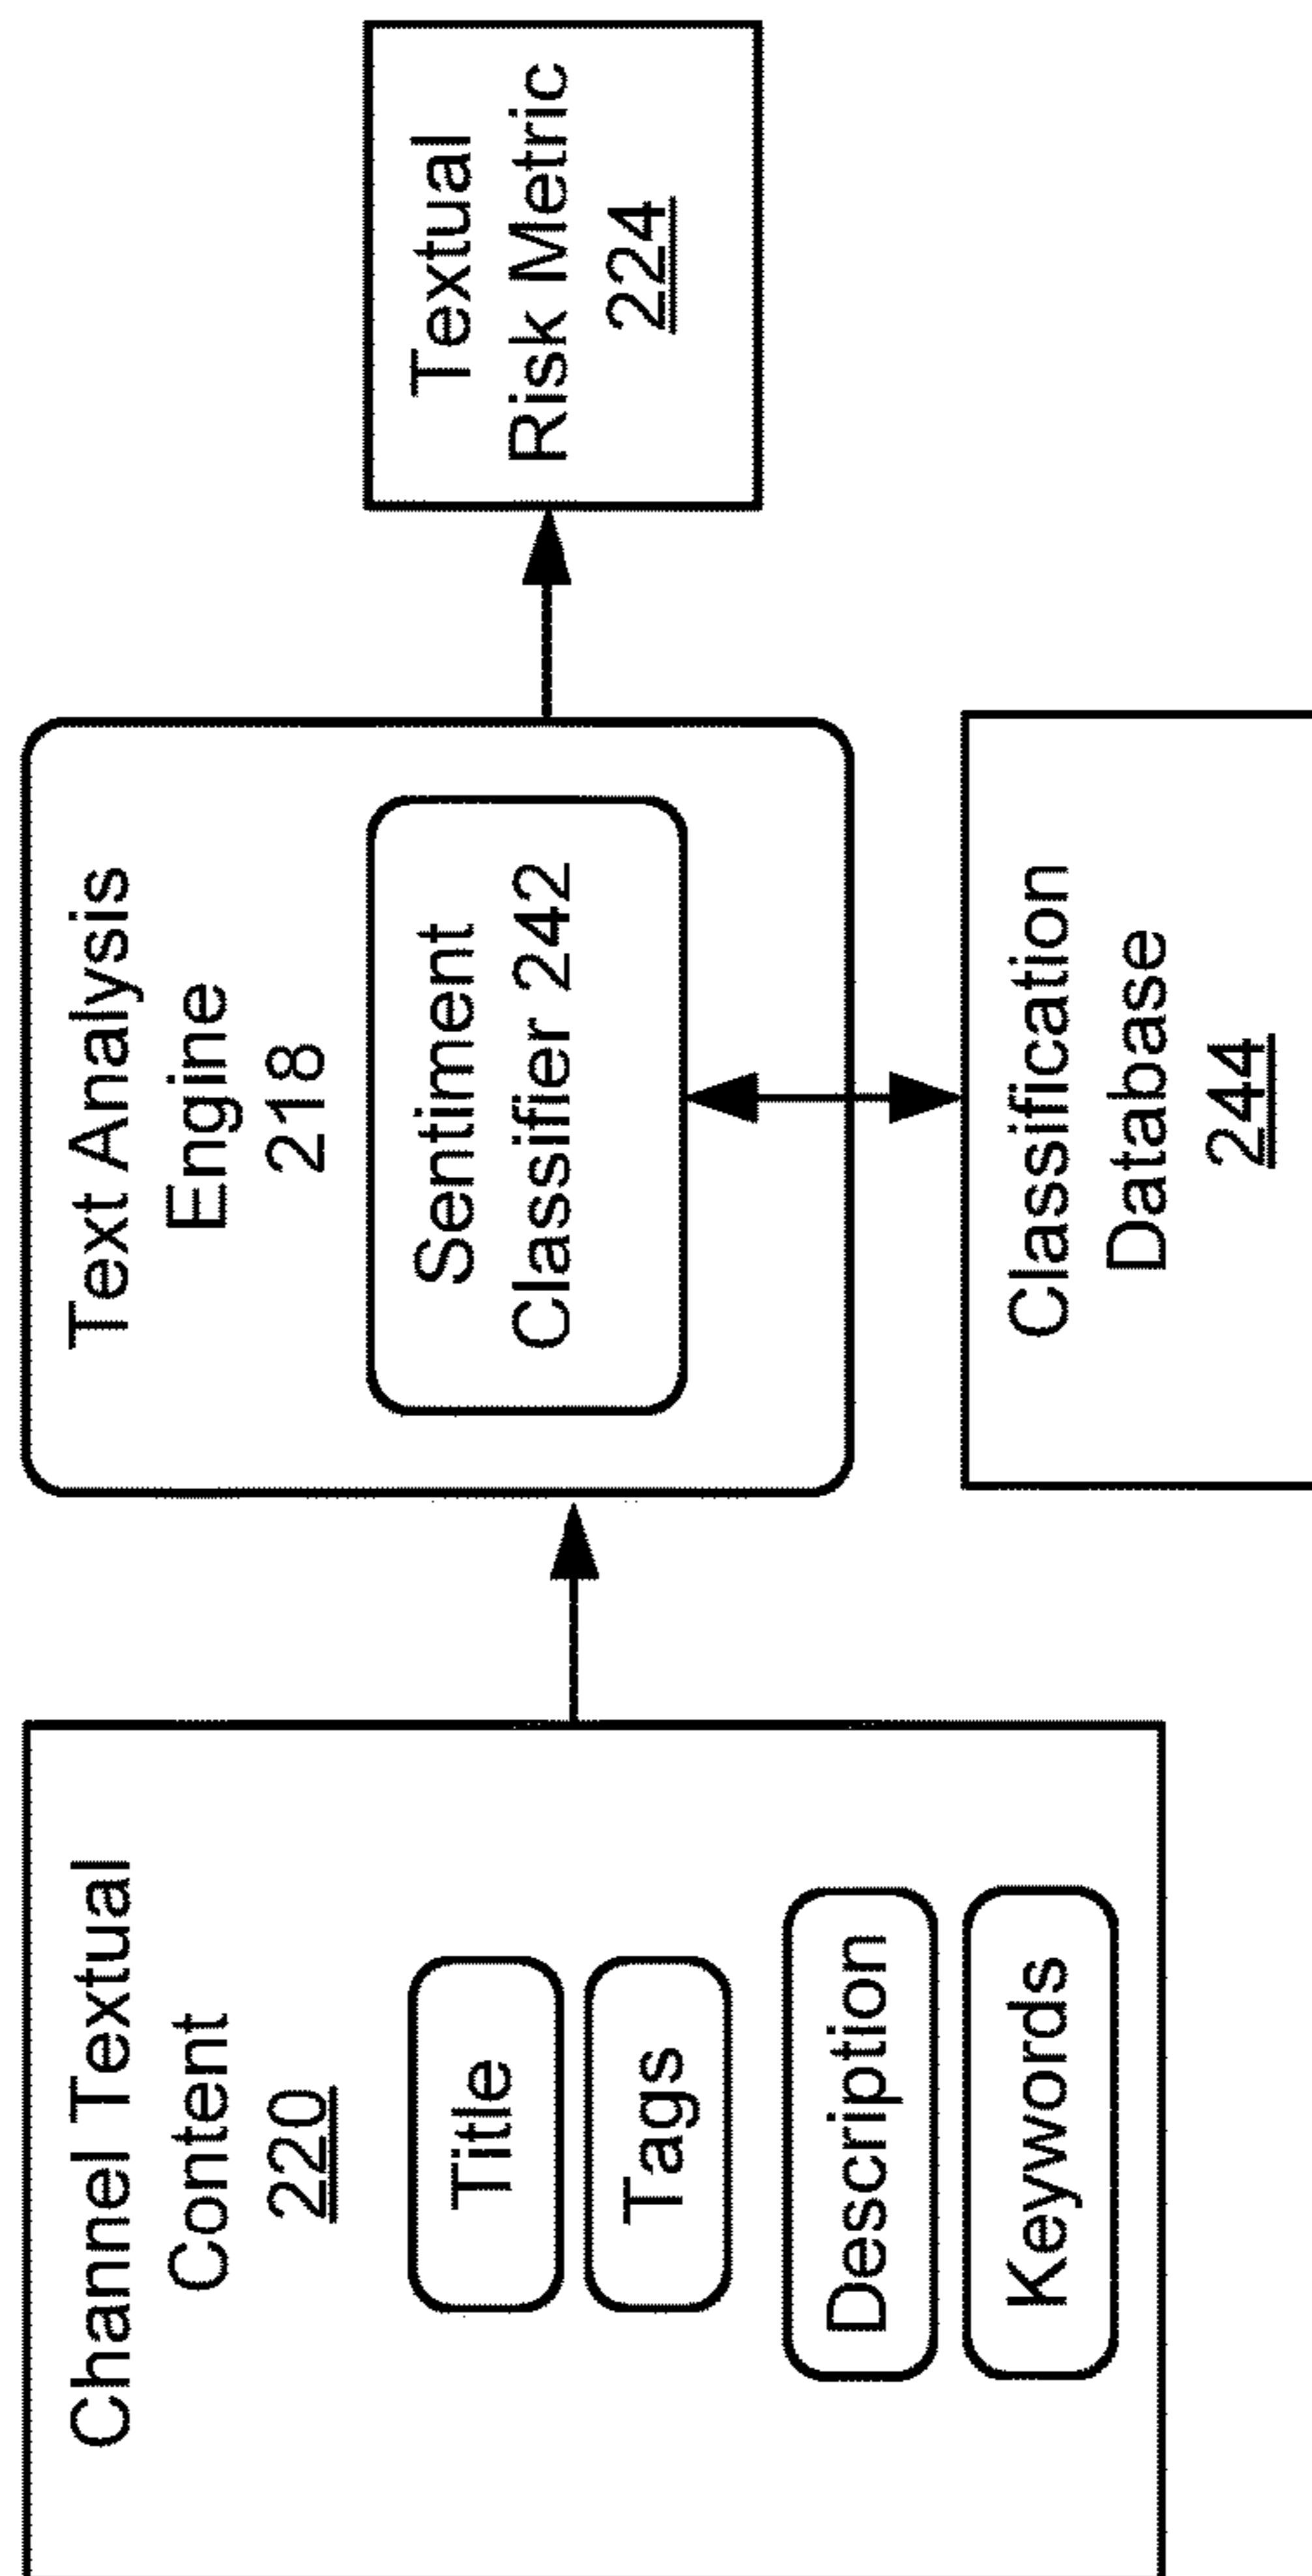 Channel Textual
Content
220
Title
Tags
Description
Keywords
Text Analysis
Engine
218
Sentiment
Classifier 242
Classification
Database
244
Textual
Risk Metric
224